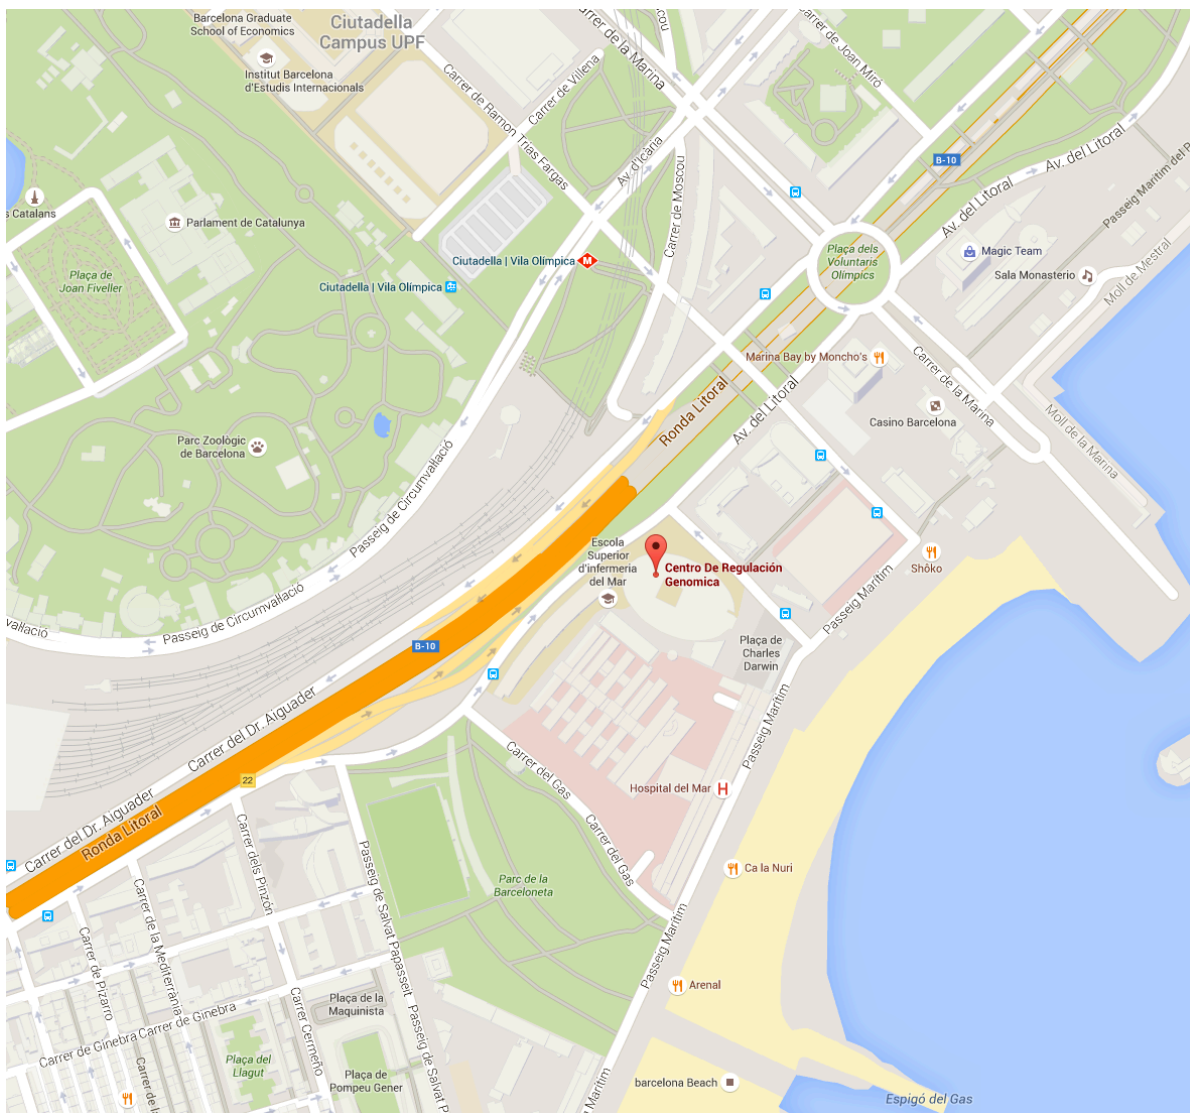 Barcelona Graduate
School of Economics
Ciutadella
Campus UPF
Institut Barcelona
d'Estudis Internacionals
Carrer de Ramon Trias Fargas
Carrer de Villena
Carrer de la Marina
Carrer de Moscou
Carrer de Joan Miró
Av. d'Icària
B-10
Av. del Litoral
Av. del Litoral
Passeig Marítim del
s Catalans
Parlament de Catalunya
Plaça de
Joan Fiveller
Ciutadella | Vila Olímpica
M
Ciutadella | Vila Olímpica
Plaça dels
Voluntaris
Olímpics
Magic Team
Sala Monasterio
Moll de Mestral
Marina Bay by Moncho's
Carrer de la Marina
Casino Barcelona
Moll de la Marina
Ronda Litoral
Av. del Litoral
Parc Zoològic
de Barcelona
Passeig de Circumval·lació
Escola
Superior
d'infermeria
del Mar
Centro De Regulación
Genomica
Shôko
Passeig Marítim
Plaça de
Charles
Darwin
Passeig de Circumval·lació
B-10
Carrer del Dr. Aiguader
Passeig Marítim
Carrer del Gas
Hospital del Mar
H
22
Carrer del Dr. Aiguader
Ronda Litoral
Carrer del Gas
Ca la Nuri
Parc de la
Barceloneta
Carrer dels Pinzón
Passeig de Salvat Papasseit
Carrer de la Mediterrània
Carrer de Pizarro
Passeig Marítim
Arenal
Plaça de la
Maquinista
Carrer de Ginebra
Carrer de Ginebra
Carrer Cermeño
Passeig de Salvat
Plaça del
Llagut
Plaça de
Pompeu Gener
barcelona Beach
Espigó del Gas
Carrer de la